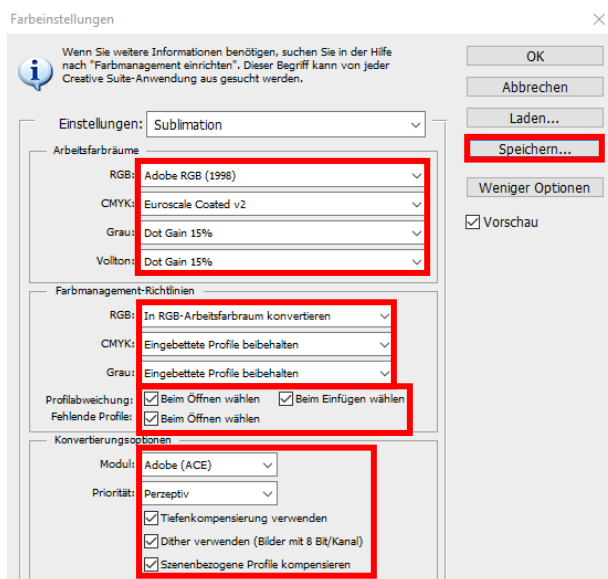 Farbeinstellungen
Wenn Sie weitere Informationen benötigen, suchen Sie in der Hilfe
nach "Farbmanagement einrichten". Dieser Begriff kann von jeder
Creative Suite-Anwendung aus gesucht werden.
OK
Abbrechen
Laden...
Speichern...
Weniger Optionen
Vorschau
Einstellungen: Sublimation
Arbeitsfarbräume
RGB: Adobe RGB (1998)
CMYK: Euroscale Coated v2
Grau: Dot Gain 15%
Vollton: Dot Gain 15%
Farbmanagement-Richtlinien
RGB: In RGB-Arbeitsfarbraum konvertieren
CMYK: Eingebettete Profile beibehalten
Grau: Eingebettete Profile beibehalten
Profilabweichung: Beim Öffnen wählen Beim Einfügen wählen
Fehlende Profile: Beim Öffnen wählen
Konvertierungsoptionen
Modul: Adobe (ACE)
Priorität: Perzeptiv
Tiefenkompensierung verwenden
Dither verwenden (Bilder mit 8 Bit/Kanal)
Szenenbezogene Profile kompensieren